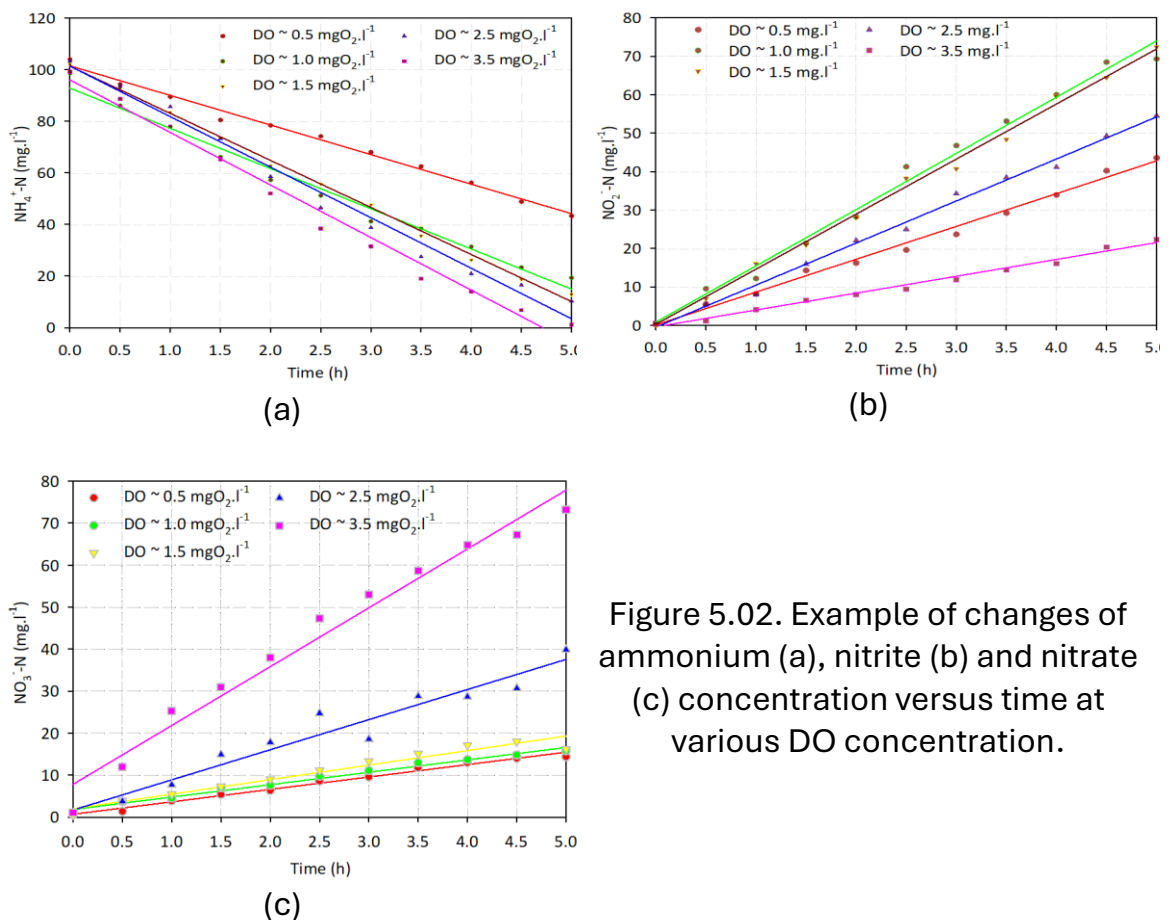 120
100
80
60
40
20
0
NH₄⁺-N (mg.l⁻¹)
DO ~ 0.5 mgO₂.l⁻¹
DO ~ 1.0 mgO₂.l⁻¹
DO ~ 1.5 mgO₂.l⁻¹
DO ~ 2.5 mgO₂.l⁻¹
DO ~ 3.5 mgO₂.l⁻¹
0.0 0.5 1.0 1.5 2.0 2.5 3.0 3.5 4.0 4.5 5.0
Time (h)
(a)
80
70
60
50
40
30
20
10
0
NO₂⁻-N (mg.l⁻¹)
DO ~ 0.5 mg.l⁻¹
DO ~ 1.0 mg.l⁻¹
DO ~ 1.5 mg.l⁻¹
DO ~ 2.5 mg.l⁻¹
DO ~ 3.5 mg.l⁻¹
0.0 0.5 1.0 1.5 2.0 2.5 3.0 3.5 4.0 4.5 5.0
Time (h)
(b)
80
70
60
50
40
30
20
10
0
NO₃⁻-N (mg.l⁻¹)
DO ~ 0.5 mgO₂.l⁻¹
DO ~ 1.0 mgO₂.l⁻¹
DO ~ 1.5 mgO₂.l⁻¹
DO ~ 2.5 mgO₂.l⁻¹
DO ~ 3.5 mgO₂.l⁻¹
0.0 0.5 1.0 1.5 2.0 2.5 3.0 3.5 4.0 4.5 5.0
Time (h)
(c)
Figure 5.02. Example of changes of
ammonium (a), nitrite (b) and nitrate
(c) concentration versus time at
various DO concentration.